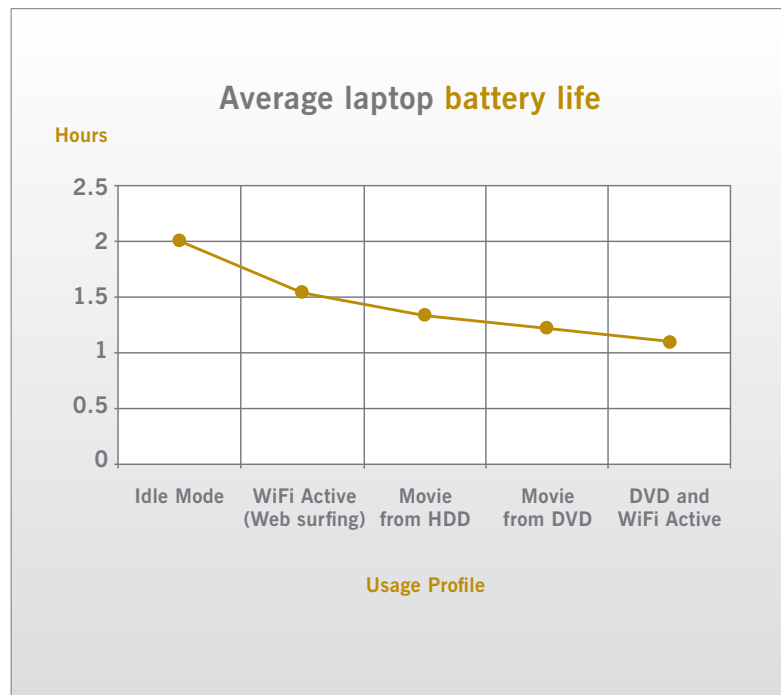 Average laptop battery life
Hours
2.5
2
1.5
1
0.5
0
Idle Mode
WiFi Active
(Web surfing)
Movie
from HDD
Movie
from DVD
DVD and
WiFi Active
Usage Profile